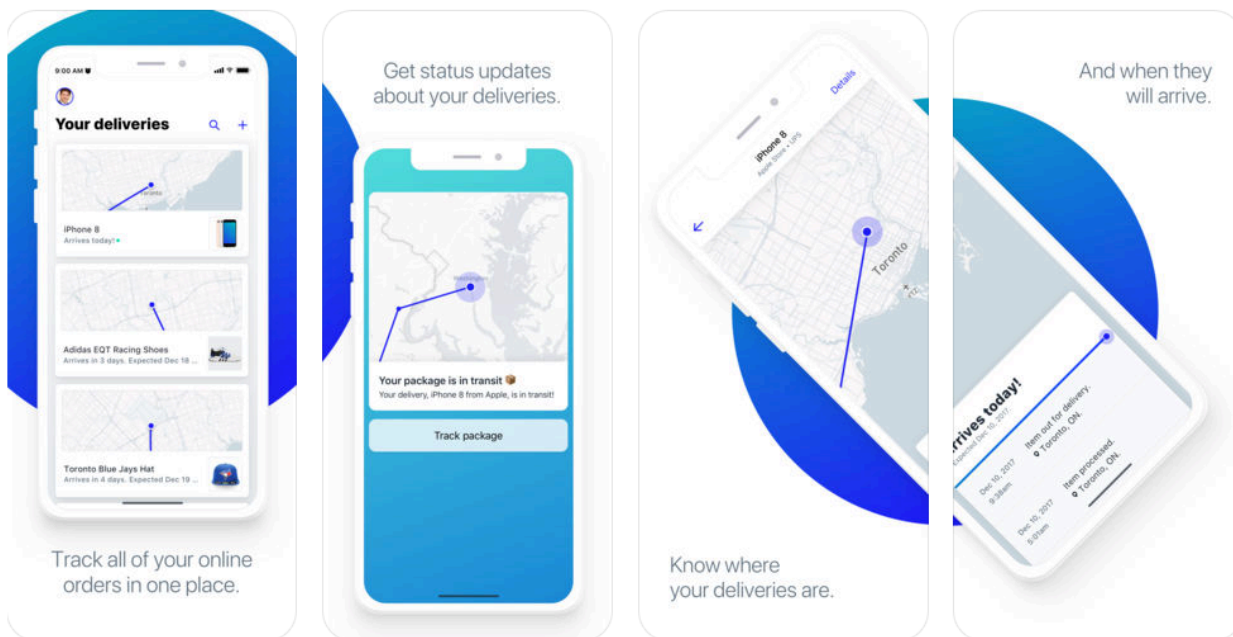 9:00 AM
Your deliveries
Toronto
iPhone 8
Arrives today!
Adidas EQT Racing Shoes
Arrives in 3 days. Expected Dec 18 ...
Toronto Blue Jays Hat
Arrives in 4 days. Expected Dec 19 ...
Track all of your online
orders in one place.
Get status updates
about your deliveries.
Washington
Your package is in transit 📦
Your delivery, iPhone 8 from Apple, is in transit!
Track package
Details
iPhone 8
Apple Store • UPS
Toronto
YTZ
Know where
your deliveries are.
And when they
will arrive.
rrives today!
Expected Dec 10, 2017.
Dec 10, 2017
9:38am
Item out for delivery.
Toronto, ON.
Dec 10, 2017
5:01am
Item processed.
Toronto, ON.